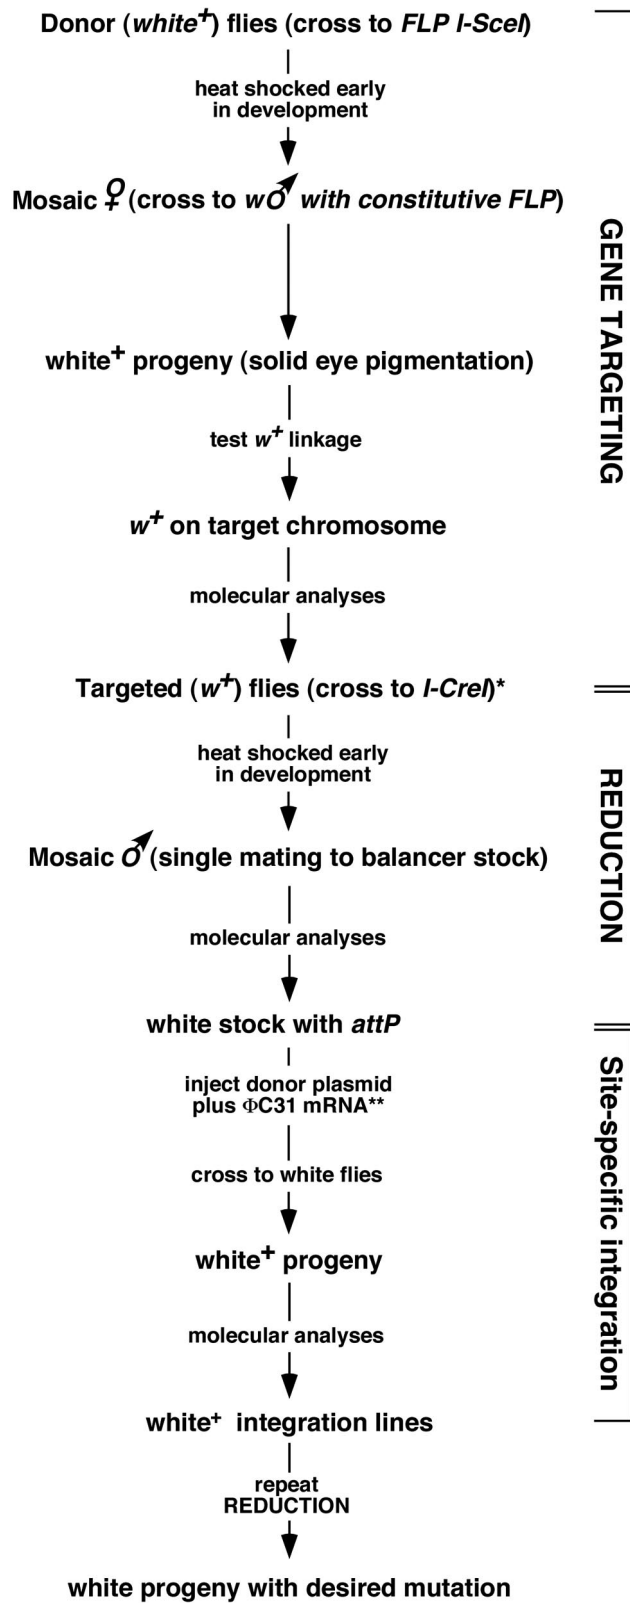 Donor (white+) flies (cross to FLP I-SceI)
heat shocked early
in development
Mosaic ♀ (cross to w♂ with constitutive FLP)
white+ progeny (solid eye pigmentation)
test w+ linkage
w+ on target chromosome
molecular analyses
Targeted (w+) flies (cross to I-CreI)*
heat shocked early
in development
Mosaic ♂ (single mating to balancer stock)
molecular analyses
white stock with attP
inject donor plasmid
plus ΦC31 mRNA**
cross to white flies
white+ progeny
molecular analyses
white+ integration lines
repeat
REDUCTION
white progeny with desired mutation
GENE TARGETING
REDUCTION
Site-specific integration